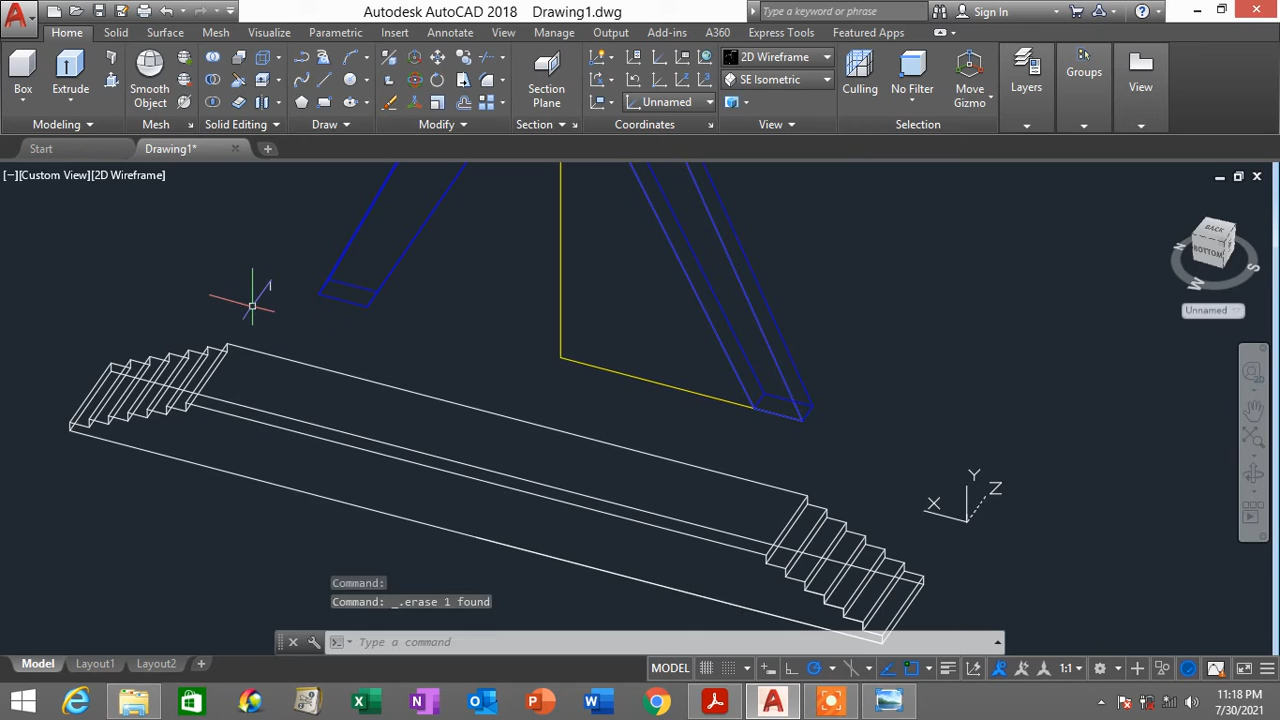 Autodesk AutoCAD 2018 Drawing1.dwg
Type a keyword or phrase
Sign In
Home Solid Surface Mesh Visualize Parametric Insert Annotate View Manage Output Add-ins A360 Express Tools Featured Apps
2D Wireframe
SE Isometric
Unnamed
Box Extrude Smooth Object Section Plane Culling No Filter Move Gizmo Layers Groups View
Modeling Mesh Solid Editing Draw Modify Section Coordinates View Selection
Start Drawing1*
[−][Custom View][2D Wireframe]
BACK
BOTTOM
N
S
W
Unnamed
2D
Y
X Z
Command:
Command: _.erase 1 found
Type a command
Model Layout1 Layout2
MODEL 1:1
11:18 PM
7/30/2021